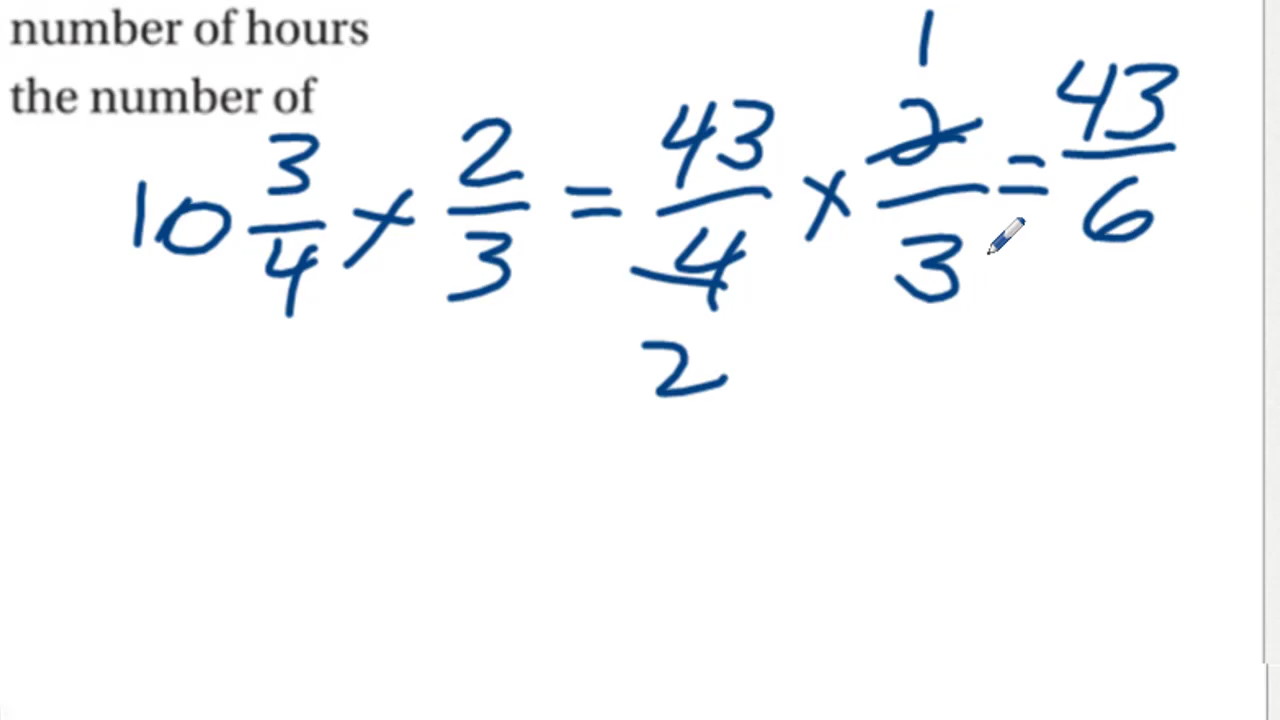 number of hours
the number of
10 3/4 × 2/3 = 43/4 × 2/3 = 43/6
1
2